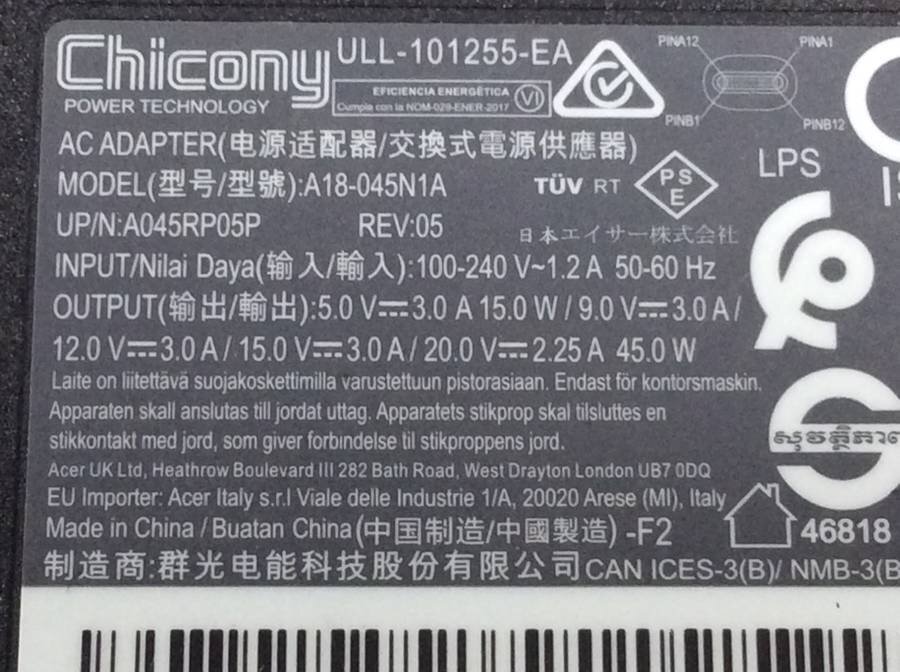 Chicony ULL-101255-EA PINA12 PINA1
POWER TECHNOLOGY EFICIENCIA ENERGÉTICA VI
Cumple con la NOM-029-ENER-2017 PINB1 PINB12
AC ADAPTER(电源适配器/交換式電源供應器)
LPS
MODEL(型号/型號):A18-045N1A TÜV RT PSE
UP/N:A045RP05P REV:05 日本エイサー株式会社
INPUT/Nilai Daya(输入/輸入):100-240 V~1.2 A 50-60 Hz
OUTPUT(输出/輸出):5.0 V⎓3.0 A 15.0 W / 9.0 V⎓3.0 A /
12.0 V⎓3.0 A / 15.0 V⎓3.0 A / 20.0 V⎓2.25 A 45.0 W
Laite on liitettävä suojakoskettimilla varustettuun pistorasiaan. Endast för kontorsmaskin.
Apparaten skall anslutas till jordat uttag. Apparatets stikprop skal tilsluttes en
stikkontakt med jord, som giver forbindelse til stikproppens jord.
Acer UK Ltd, Heathrow Boulevard III 282 Bath Road, West Drayton London UB7 0DQ
EU Importer: Acer Italy s.r.l Viale delle Industrie 1/A, 20020 Arese (MI), Italy
Made in China / Buatan China(中国制造/中國製造) -F2 46818
制造商:群光电能科技股份有限公司CAN ICES-3(B)/ NMB-3(B